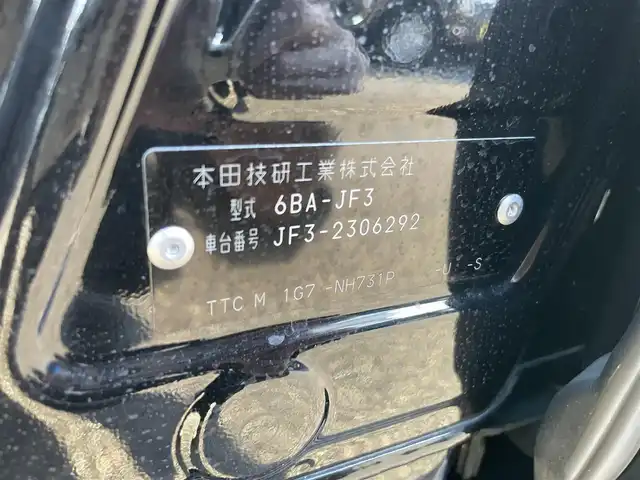 本田技研工業株式会社
型式 6BA-JF3
車台番号 JF3-2306292
TTC M 1G7 -NH731P -U -S